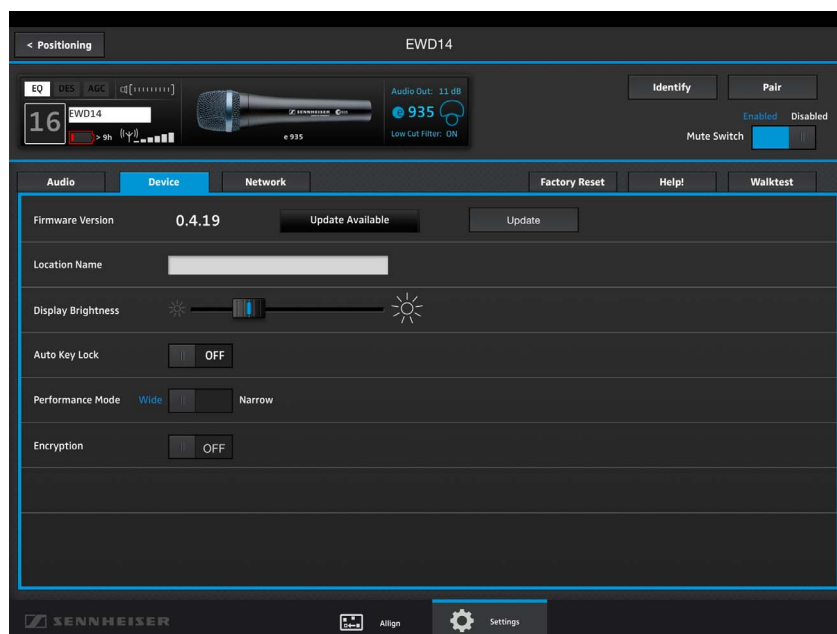 < Positioning
EWD14
EQ DES AGC
Audio Out: 11 dB
Identify Pair
16 EWD14
e 935
Enabled Disabled
> 9h
SENNHEISER
e 935
Low Cut Filter: ON
Mute Switch
Audio Device Network Factory Reset Help! Walktest
Firmware Version 0.4.19 Update Available Update
Location Name
Display Brightness
Auto Key Lock OFF
Performance Mode Wide Narrow
Encryption OFF
SENNHEISER Allign Settings